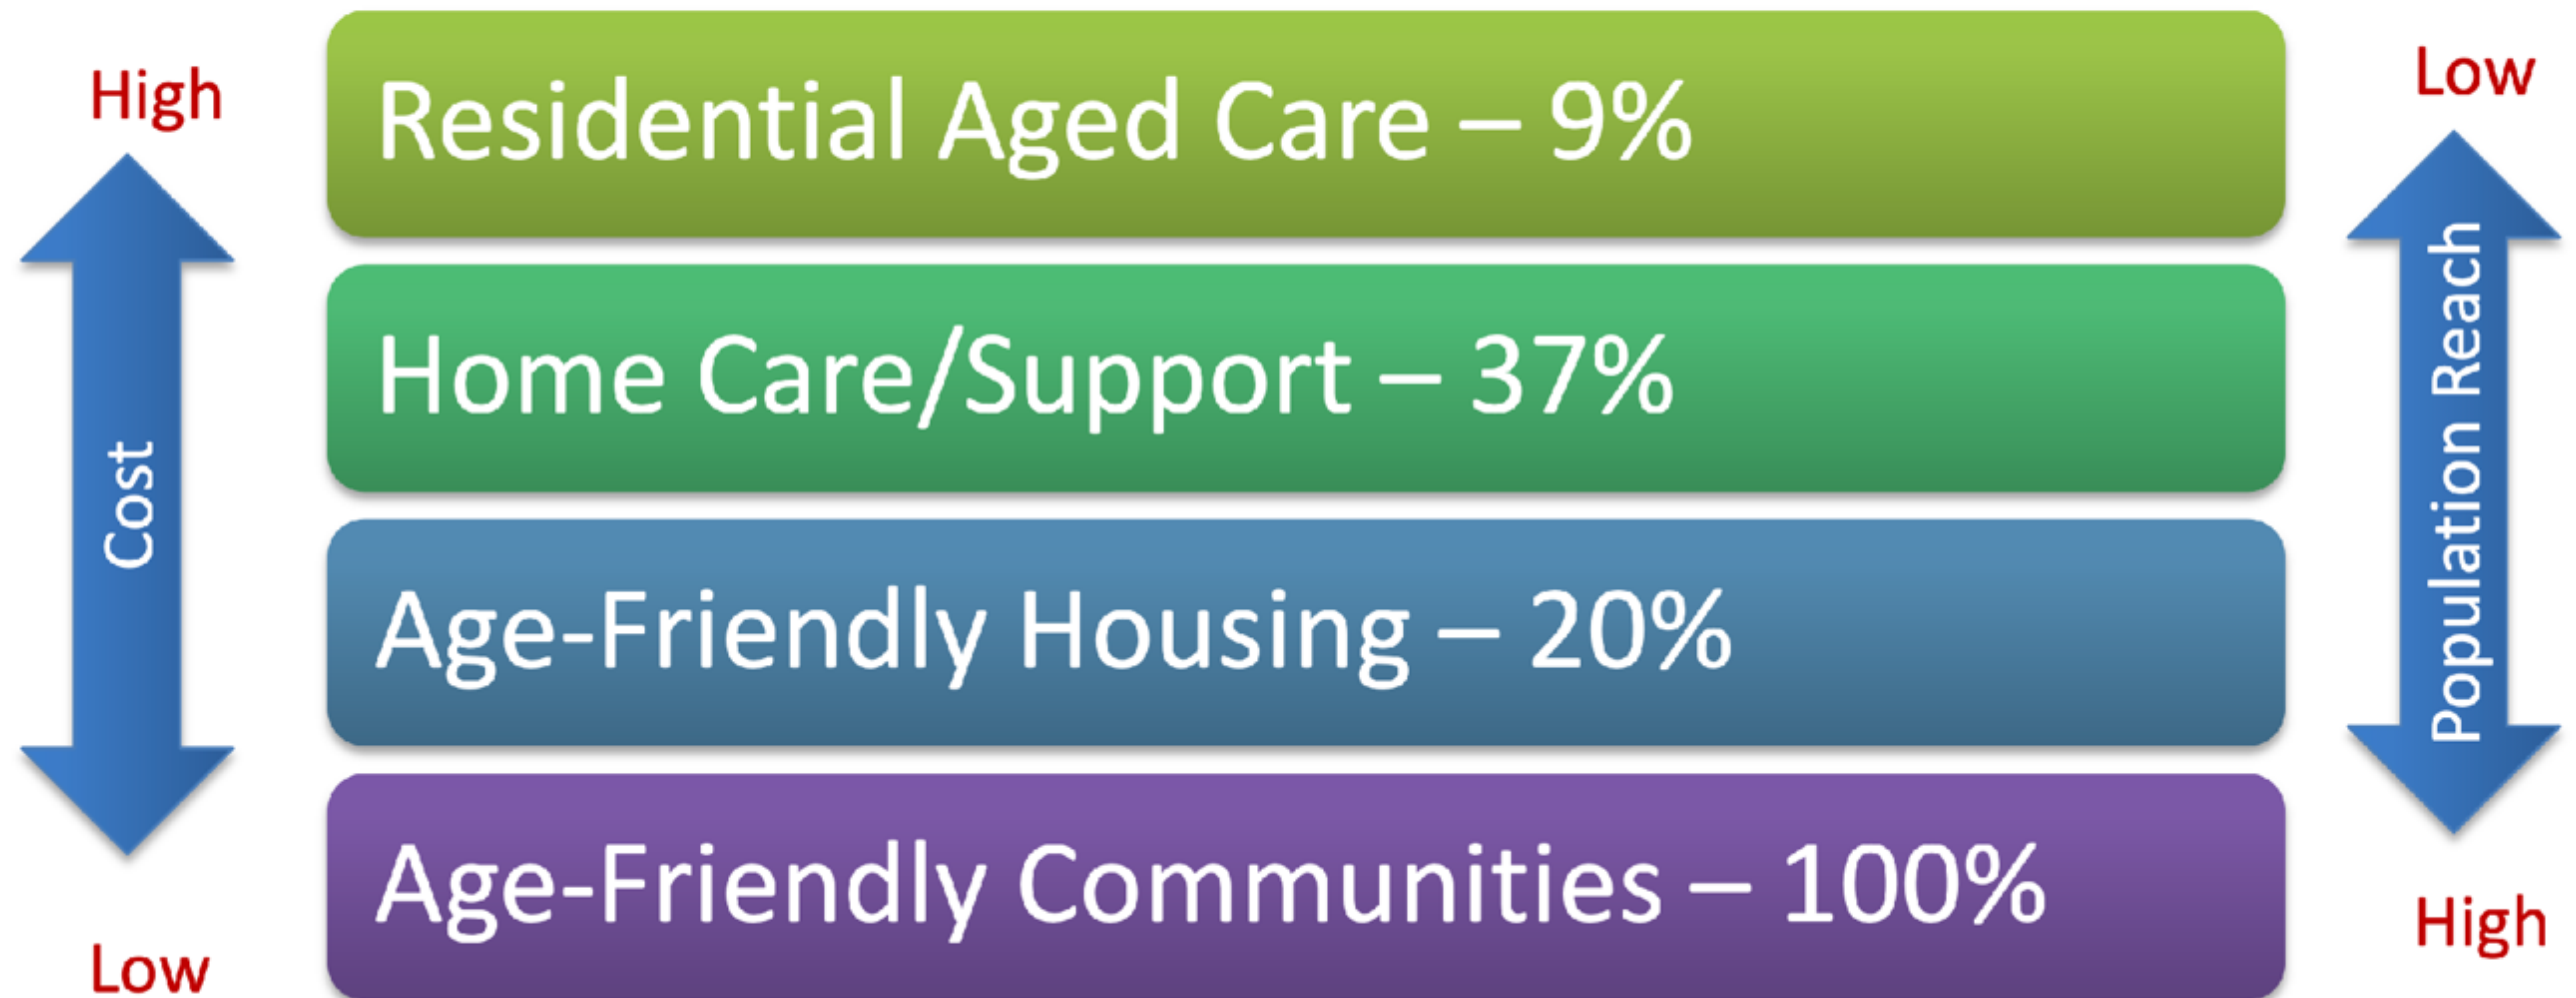 High
Cost
Low
Residential Aged Care – 9%
Home Care/Support – 37%
Age-Friendly Housing – 20%
Age-Friendly Communities – 100%
Low
Population Reach
High